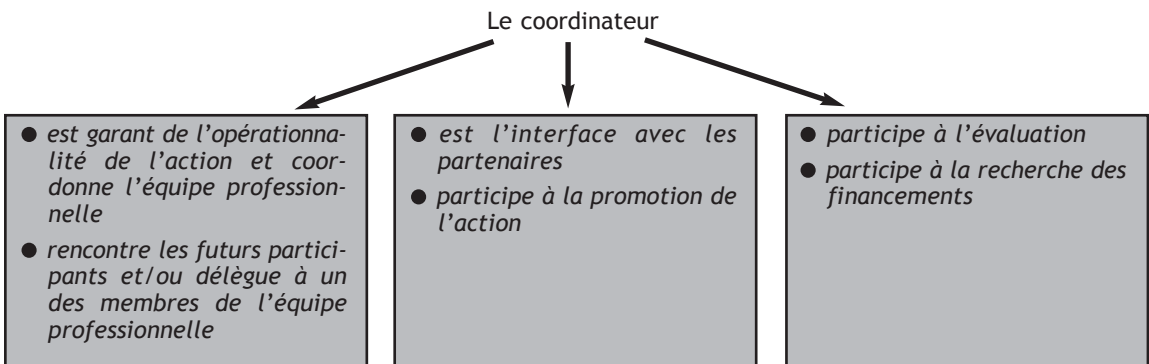 Le coordinateur
● est garant de l'opérationna-
lité de l'action et coor-
donne l'équipe profession-
nelle
● rencontre les futurs partici-
pants et/ou délègue à un
des membres de l'équipe
professionnelle
● est l'interface avec les
partenaires
● participe à la promotion de
l'action
● participe à l'évaluation
● participe à la recherche des
financements